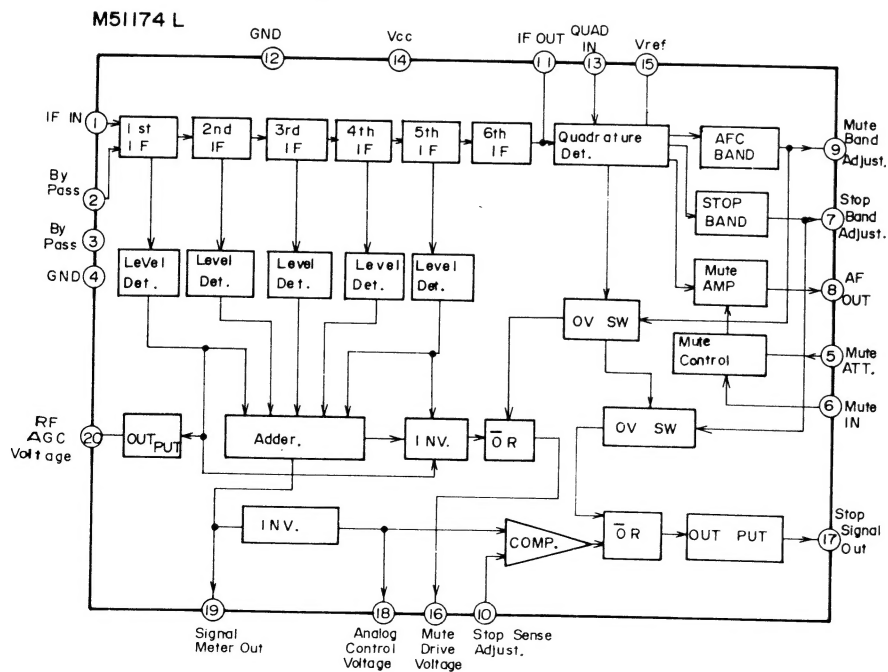 M51174 L
GND
12
Vcc
14
IF OUT
11
QUAD
IN
13
Vref
15
IF IN
1
1st
IF
2nd
IF
3rd
IF
4th
IF
5th
IF
6th
IF
Quadrature
Det.
AFC
BAND
9
Mute
Band
Adjust.
By
Pass
2
STOP
BAND
7
Stop
Band
Adjust.
By
Pass
3
GND
4
Level
Det.
Level
Det.
Level
Det.
Level
Det.
Level
Det.
Mute
AMP
8
AF
OUT
OV SW
Mute
Control
5
Mute
ATT.
6
Mute
IN
RF
AGC
Voltage
20
OUT
PUT
Adder.
INV.
OR
OV SW
INV.
COMP.
OR
OUT PUT
17
Stop
Signal
Out
19
Signal
Meter Out
18
Analog
Control
Voltage
16
Mute
Drive
Voltage
10
Stop Sense
Adjust.